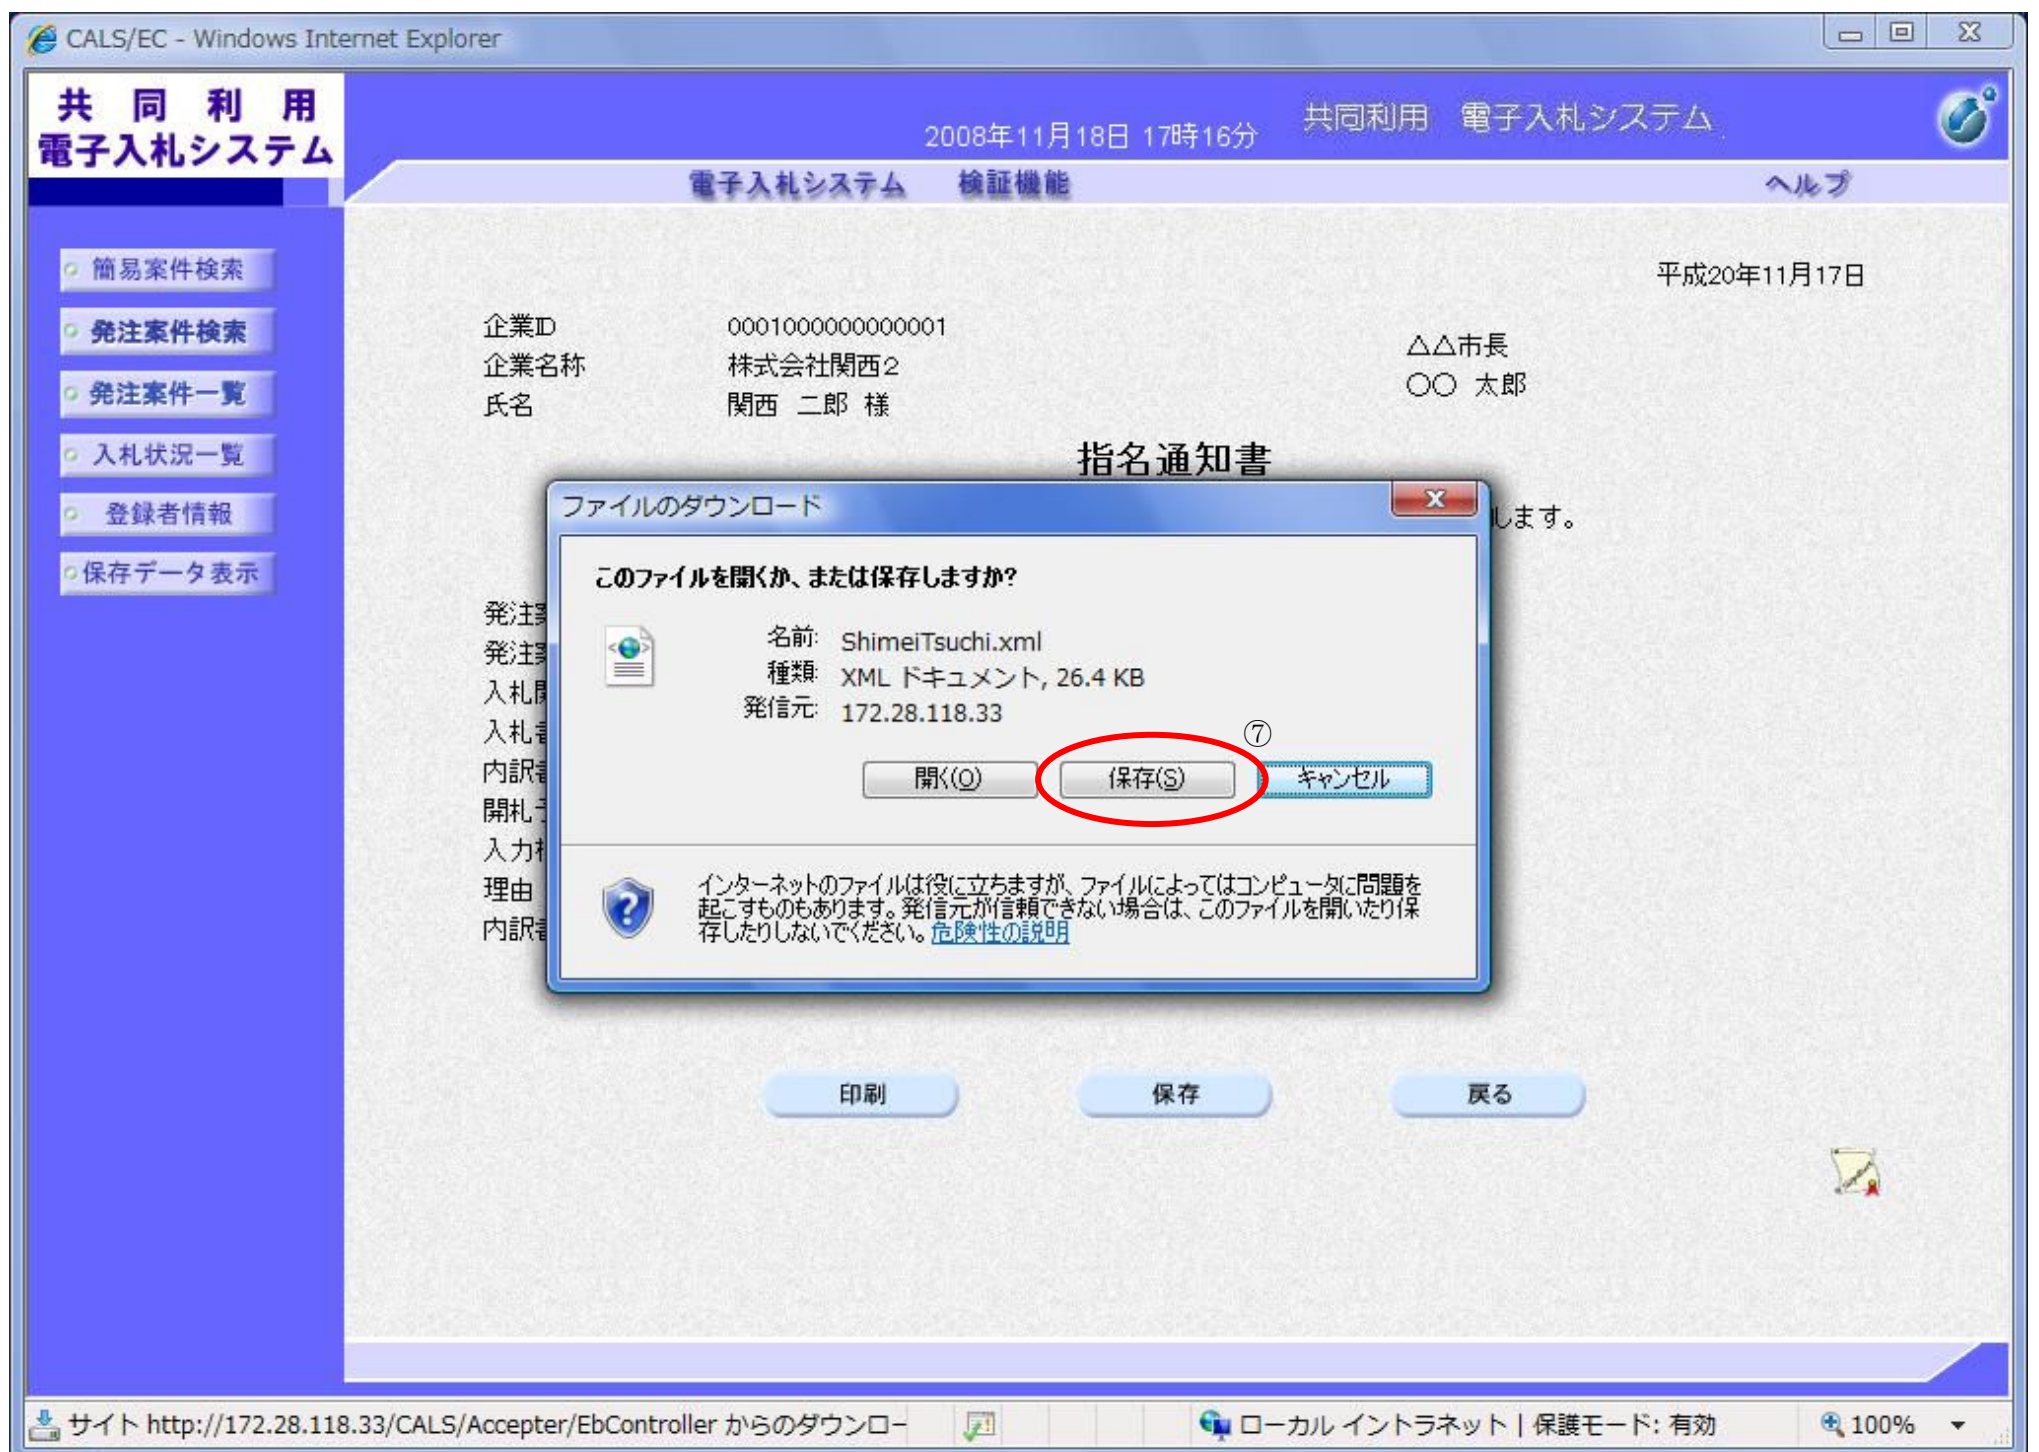 CALS/EC - Windows Internet Explorer
共同利用
電子入札システム
2008年11月18日 17時16分
共同利用 電子入札システム
電子入札システム 検証機能 ヘルプ
簡易案件検索
発注案件検索
発注案件一覧
入札状況一覧
登録者情報
保存データ表示
平成20年11月17日
企業ID 0001000000000001
企業名称 株式会社関西2
氏名 関西 二郎 様
△△市長
〇〇 太郎
指名通知書
します。
発注
発注
入札
入札
内訳
開札
入力
理由
内訳
ファイルのダウンロード
X
このファイルを開くか、または保存しますか?
名前: ShimeiTsuchi.xml
種類: XML ドキュメント, 26.4 KB
発信元: 172.28.118.33
⑦
開く(O) 保存(S) キャンセル
インターネットのファイルは役に立ちますが、ファイルによってはコンピュータに問題を
起こすものもあります。発信元が信頼できない場合は、このファイルを開いたり保
存したりしないでください。危険性の説明
印刷 保存 戻る
サイト http://172.28.118.33/CALS/Accepter/EbController からのダウンロー
ローカル イントラネット | 保護モード: 有効
100%